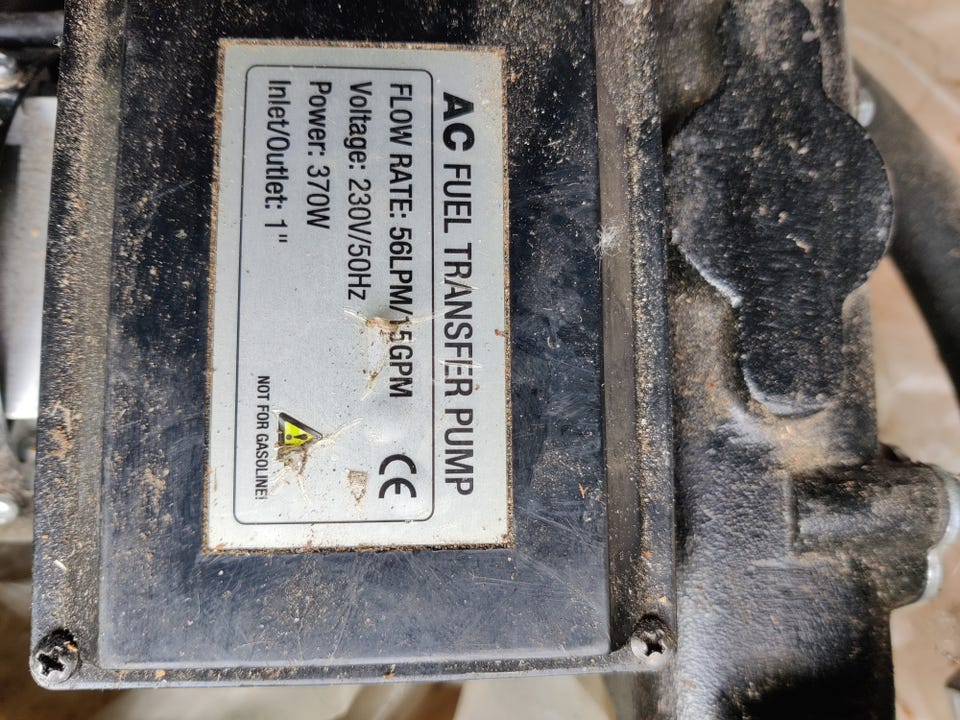 AC FUEL TRANSFER PUMP
FLOW RATE: 56LPM/15GPM
Voltage: 230V/50Hz
Power: 370W
Inlet/Outlet: 1"
CE
NOT FOR GASOLINE!